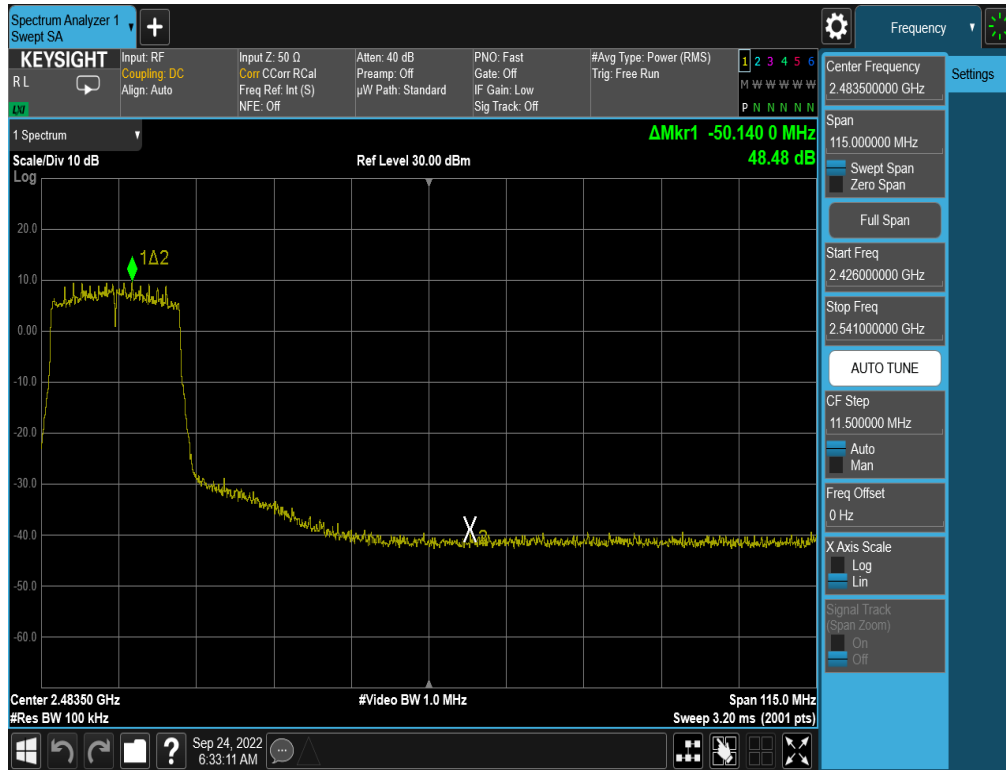 Spectrum Analyzer 1
Swept SA
+
Frequency
KEYSIGHT
R L
LXI
Input: RF
Coupling: DC
Align: Auto
Input Z: 50 Ω
Corr CCorr RCal
Freq Ref: Int (S)
NFE: Off
Atten: 40 dB
Preamp: Off
µW Path: Standard
PNO: Fast
Gate: Off
IF Gain: Low
Sig Track: Off
#Avg Type: Power (RMS)
Trig: Free Run
1 2 3 4 5 6
M W W W W W
P N N N N N
1 Spectrum
ΔMkr1 -50.140 0 MHz
48.48 dB
Scale/Div 10 dB
Ref Level 30.00 dBm
Log
20.0
10.0
0.00
-10.0
-20.0
-30.0
-40.0
-50.0
-60.0
1Δ2
X2
Center 2.48350 GHz
#Video BW 1.0 MHz
Span 115.0 MHz
#Res BW 100 kHz
Sweep 3.20 ms (2001 pts)
Center Frequency
2.483500000 GHz
Settings
Span
115.000000 MHz
Swept Span
Zero Span
Full Span
Start Freq
2.426000000 GHz
Stop Freq
2.541000000 GHz
AUTO TUNE
CF Step
11.500000 MHz
Auto
Man
Freq Offset
0 Hz
X Axis Scale
Log
Lin
Signal Track
(Span Zoom)
On
Off
?
Sep 24, 2022
6:33:11 AM